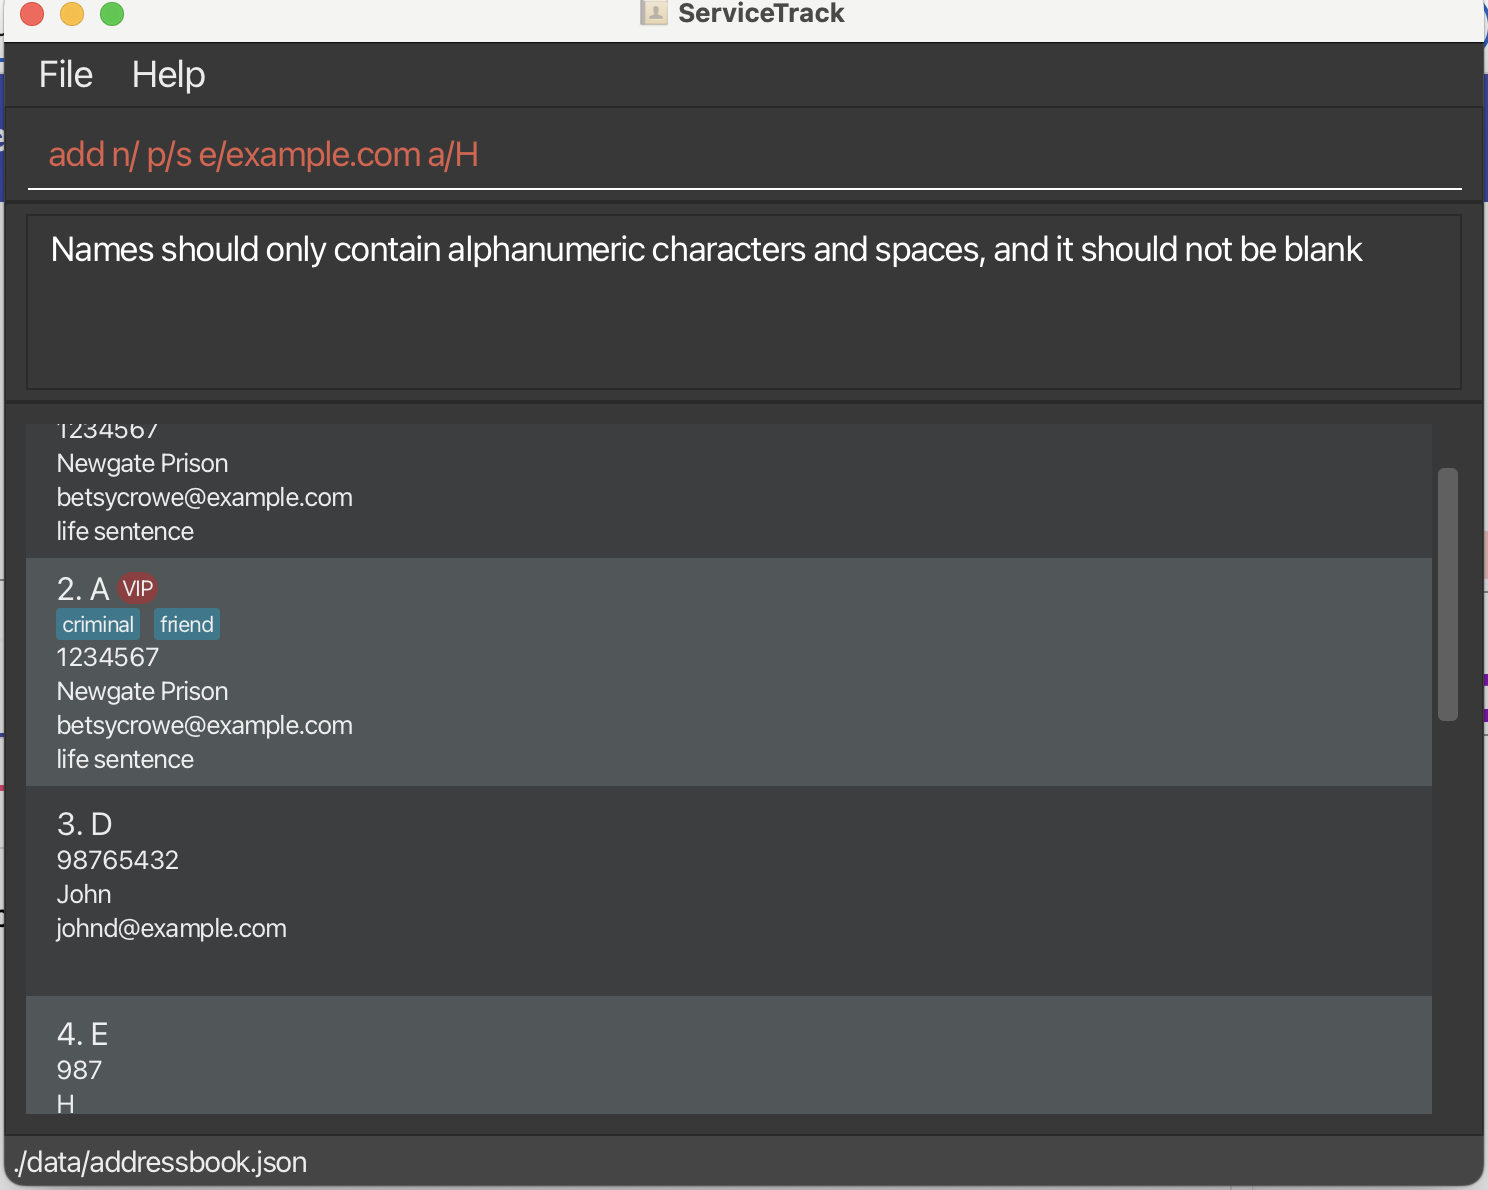 ServiceTrack
File Help
add n/ p/s e/example.com a/H
Names should only contain alphanumeric characters and spaces, and it should not be blank
1234567
Newgate Prison
betsycrowe@example.com
life sentence
2. A VIP
criminal friend
1234567
Newgate Prison
betsycrowe@example.com
life sentence
3. D
98765432
John
johnd@example.com
4. E
987
H
./data/addressbook.json